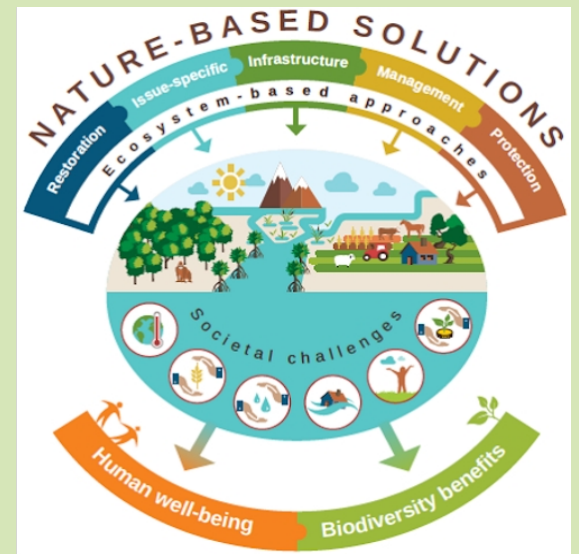 NATURE-BASED SOLUTIONS
Restoration
Issue-specific
Infrastructure
Management
Protection
Ecosystem-based approaches
Societal challenges
Human well-being
Biodiversity benefits